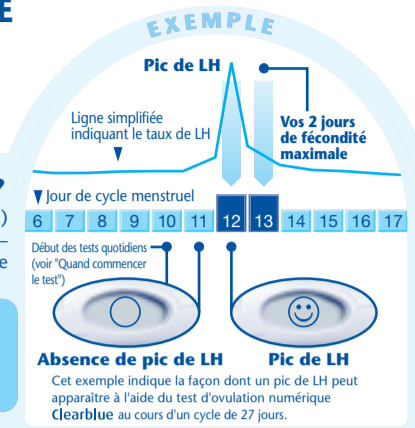 E
EXEMPLE
Pic de LH
Ligne simplifiée
indiquant le taux de LH
Vos 2 jours
de fécondité
maximale
Jour de cycle menstruel
)
6 7 8 9 10 11 12 13 14 15 16 17
e
Début des tests quotidiens
(voir "Quand commencer
le test")
Absence de pic de LH
Pic de LH
Cet exemple indique la façon dont un pic de LH peut
apparaître à l'aide du test d'ovulation numérique
Clearblue au cours d'un cycle de 27 jours.